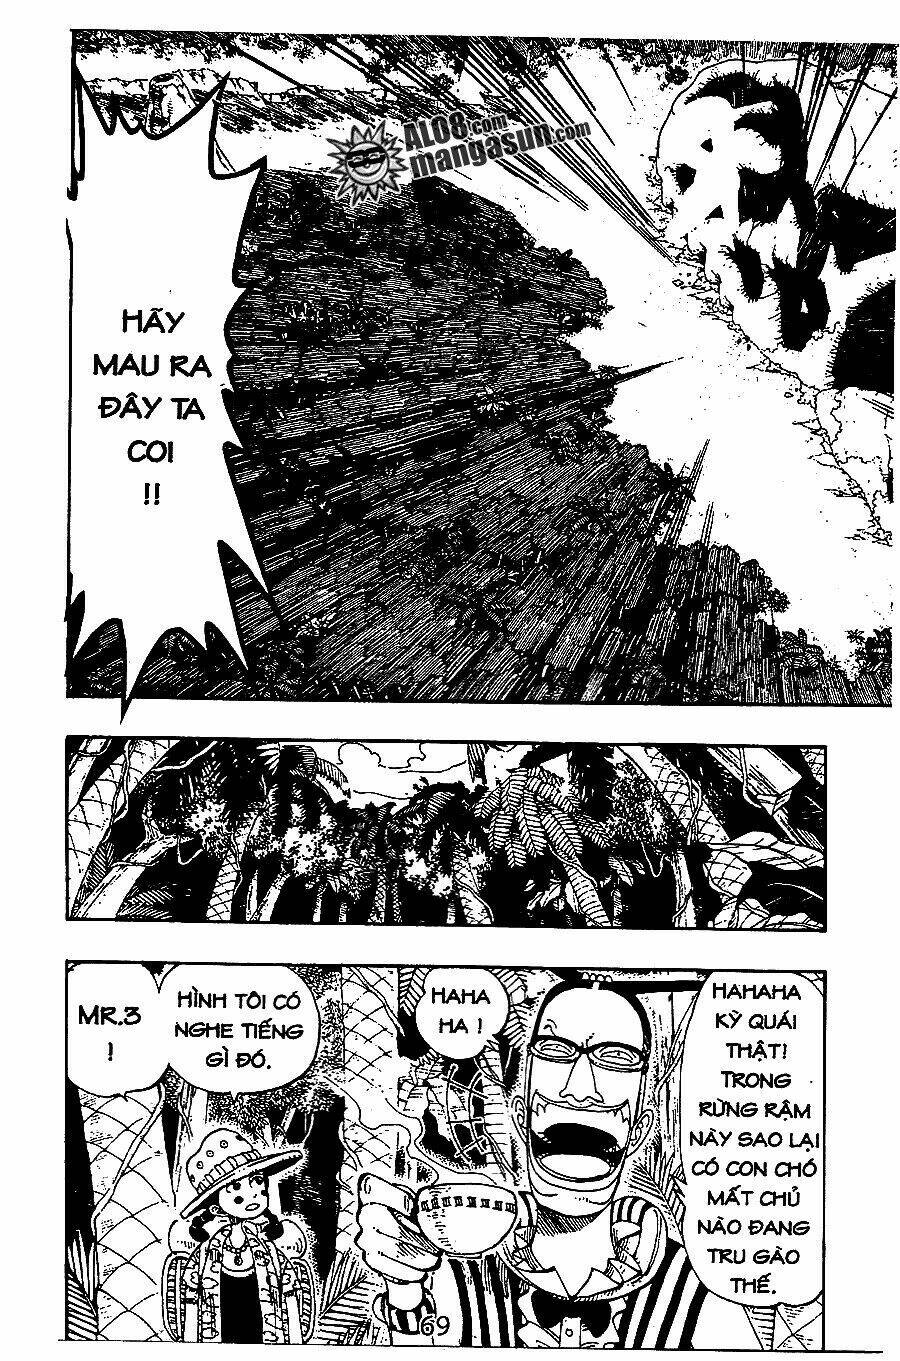 AL08.com
mangasun.com
HÃY
MAU RA
ĐÂY TA
COI
!!
HAHAHA
KỲ QUÁI
THẬT!
TRONG
RỪNG RẬM
NÀY SAO LẠI
CÓ CON CHÓ
MẤT CHỦ
NÀO ĐANG
TRU GÀO
THẾ.
HAHA
HA !
HÌNH TÔI CÓ
NGHE TIẾNG
GÌ ĐÓ.
MR.3
!
69